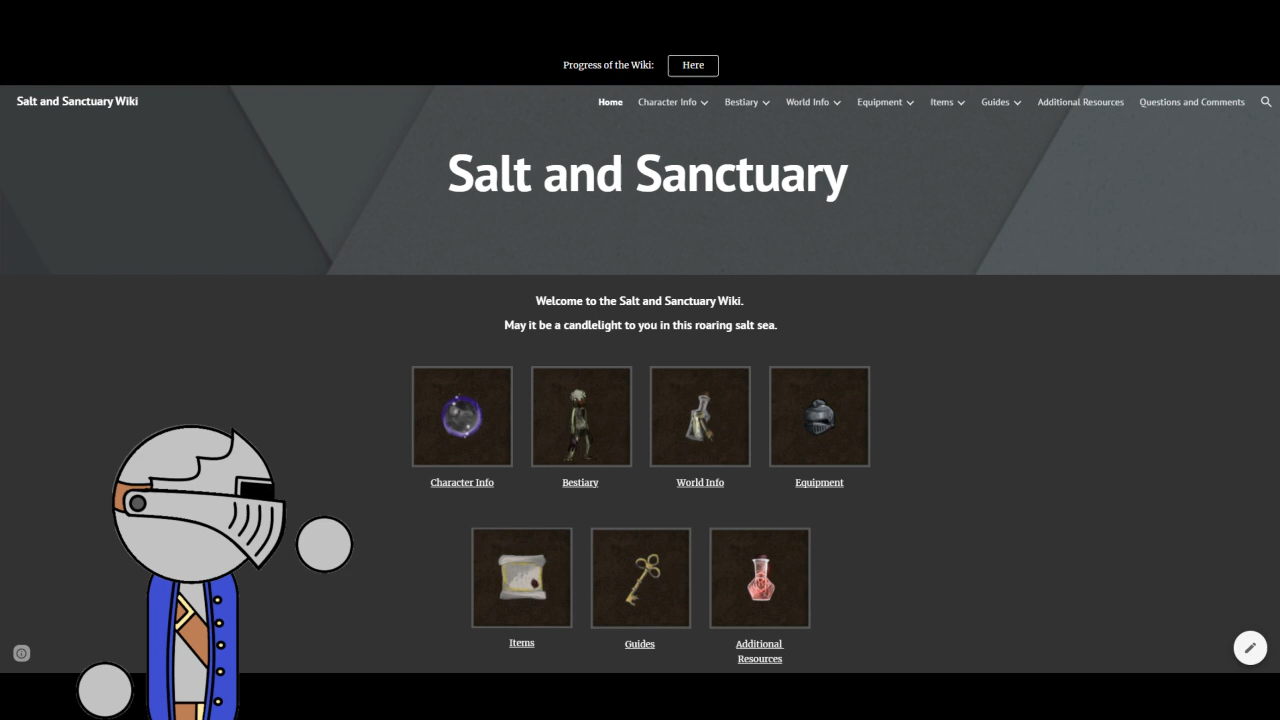 Progress of the Wiki: Here
Salt and Sanctuary Wiki Home Character Info Bestiary World Info Equipment Items Guides Additional Resources Questions and Comments
Salt and Sanctuary
Welcome to the Salt and Sanctuary Wiki.
May it be a candlelight to you in this roaring salt sea.
Character Info Bestiary World Info Equipment
Items Guides Additional
Resources